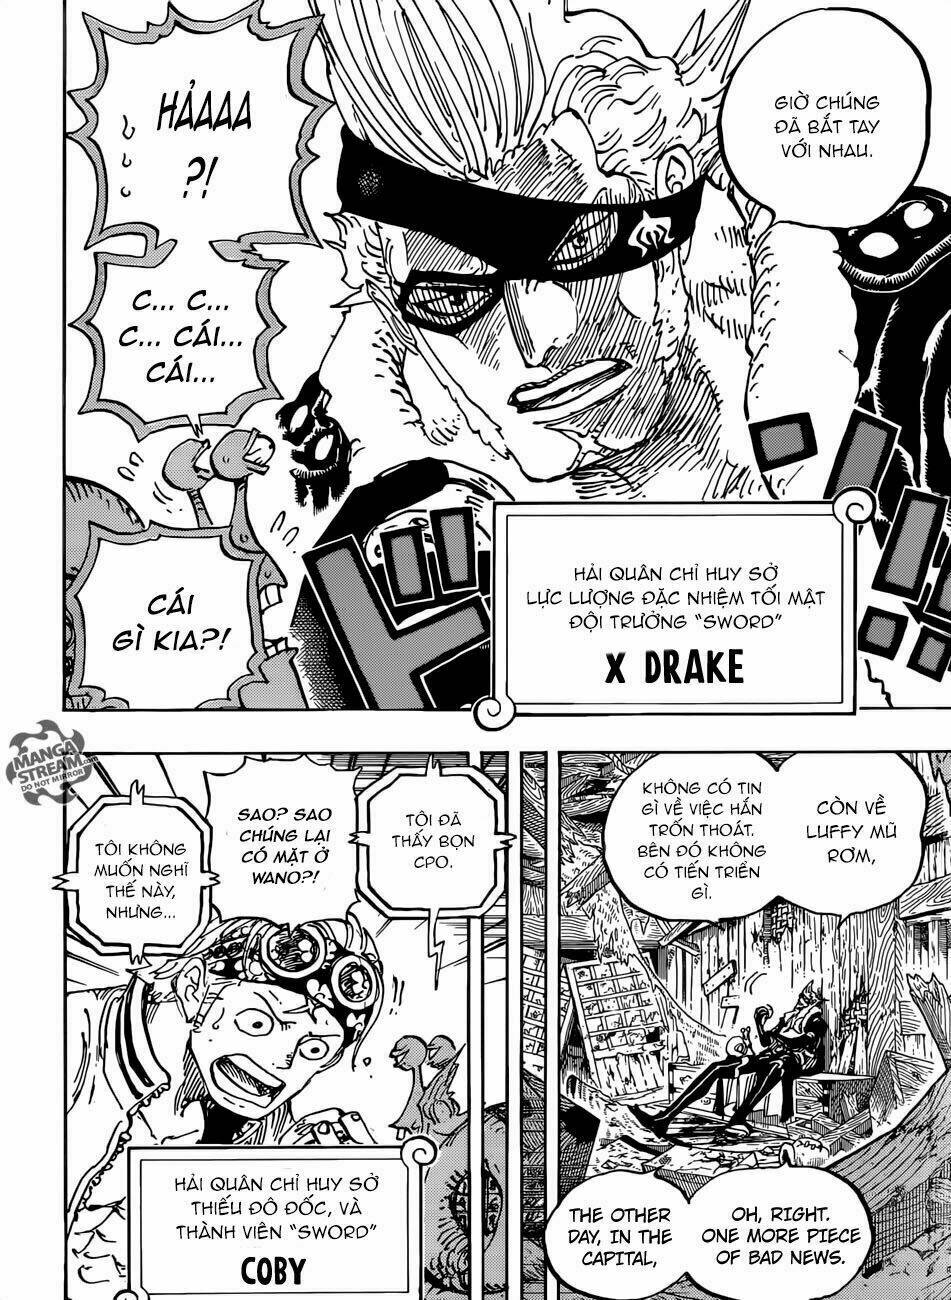 GIỜ CHÚNG
ĐÃ BẮT TAY
VỚI NHAU.
HẢAAAA
?!
C... C...
C... CÁI...
CÁI...
CÁI
GÌ KIA?!
HẢI QUÂN CHỈ HUY SỞ
LỰC LƯỢNG ĐẶC NHIỆM TỐI MẬT
ĐỘI TRƯỞNG "SWORD"
X DRAKE
CÒN VỀ
LUFFY MŨ
RƠM,
KHÔNG CÓ TIN
GÌ VỀ VIỆC HẮN
TRỐN THOÁT.
BÊN ĐÓ KHÔNG
CÓ TIẾN TRIỂN
GÌ.
OH, RIGHT.
ONE MORE PIECE
OF BAD NEWS.
THE OTHER
DAY, IN THE
CAPITAL,
TÔI ĐÃ
THẤY BỌN
CPO.
SAO? SAO
CHÚNG LẠI
CÓ MẶT Ở
WANO?!
TÔI KHÔNG
MUỐN NGHĨ
THẾ NÀY,
NHƯNG...
HẢI QUÂN CHỈ HUY SỞ
THIẾU ĐÔ ĐỐC, VÀ
THÀNH VIÊN "SWORD"
COBY
MANGA
STREAM.com
DO NOT MIRROR